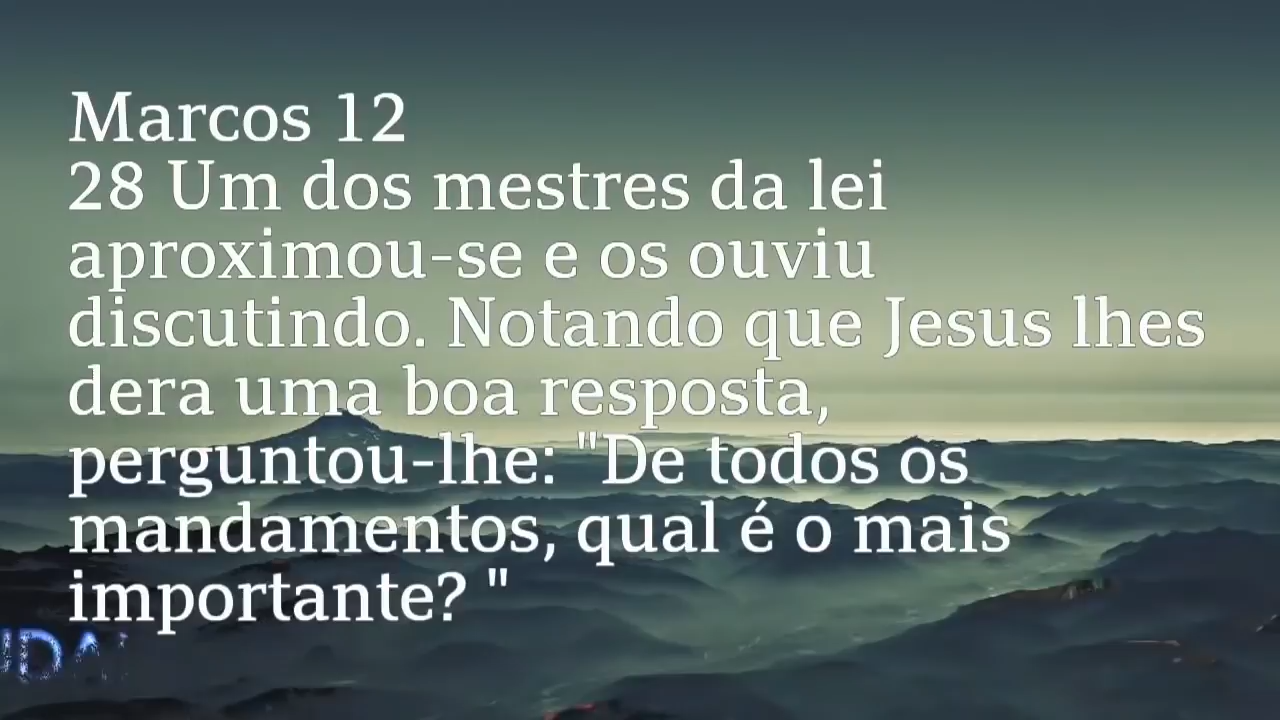 Marcos 12
28 Um dos mestres da lei
aproximou-se e os ouviu
discutindo. Notando que Jesus lhes
dera uma boa resposta,
perguntou-lhe: "De todos os
mandamentos, qual é o mais
importante? "